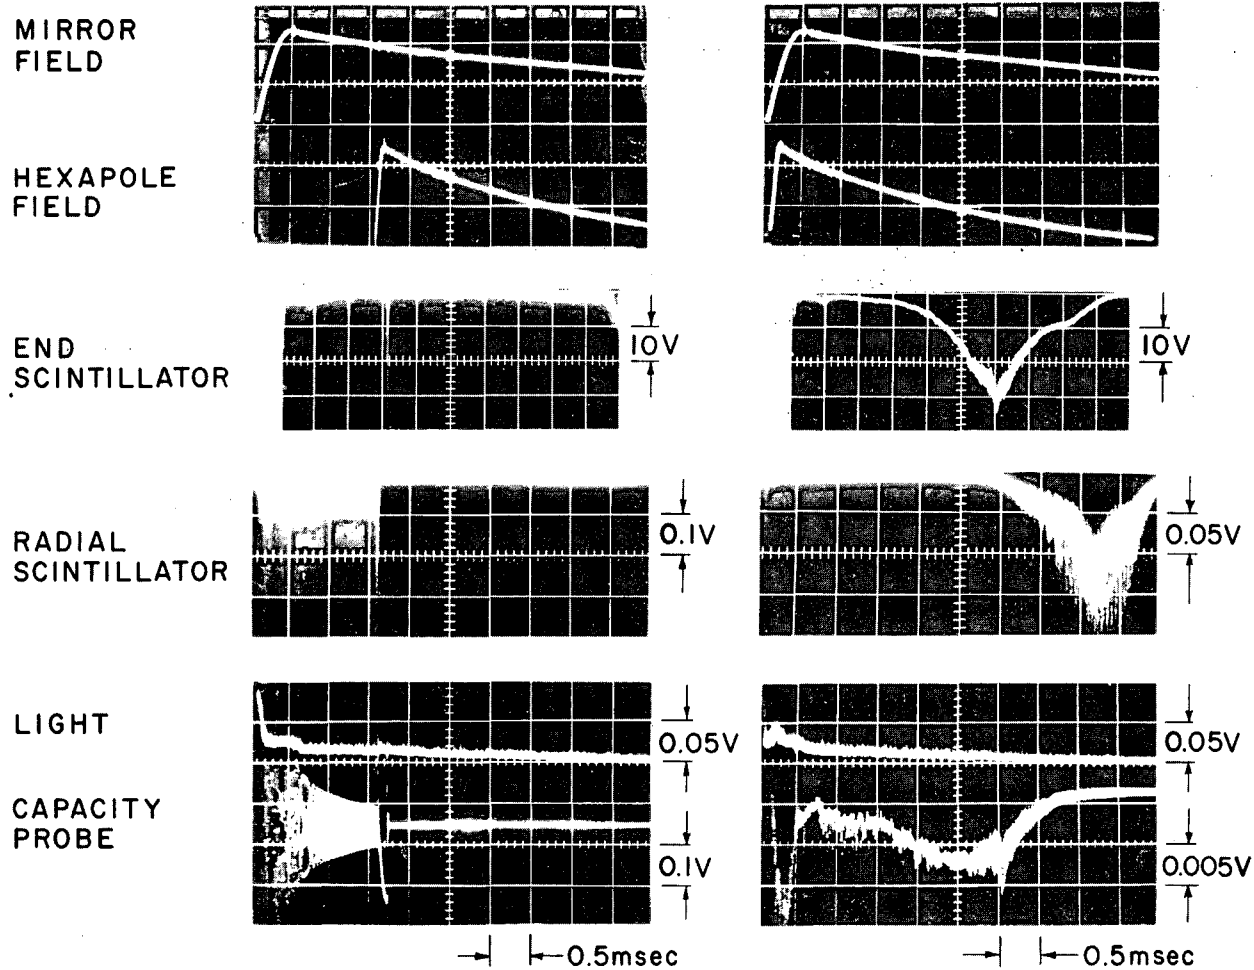 MIRROR
FIELD
HEXAPOLE
FIELD
END
SCINTILLATOR
10V
10V
RADIAL
SCINTILLATOR
0.1V
0.05V
LIGHT
0.05V
0.05V
CAPACITY
PROBE
0.1V
0.005V
0.5msec
0.5msec